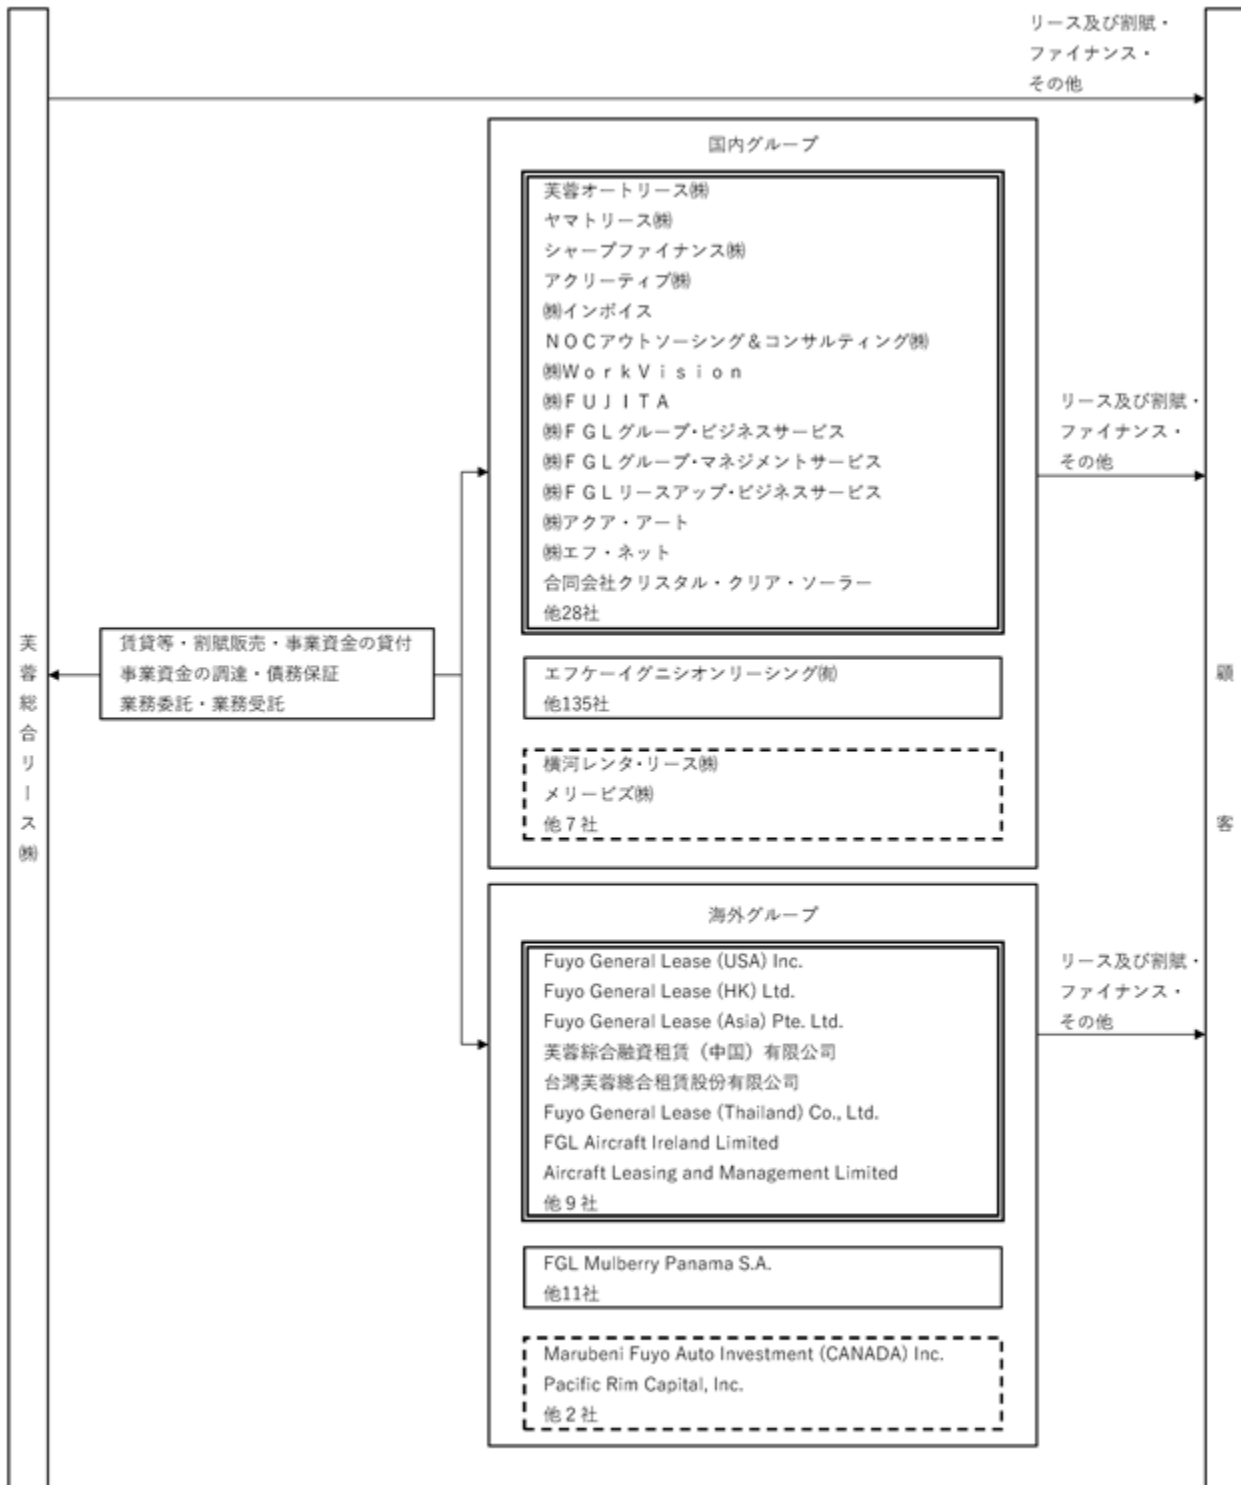 リース及び割賦・
ファイナンス・
その他
国内グループ
芙蓉オートリース㈱
ヤマトリース㈱
シャープファイナンス㈱
アクリーティブ㈱
㈱インボイス
ＮＯＣアウトソーシング＆コンサルティング㈱
㈱ＷｏｒｋＶｉｓｉｏｎ
㈱ＦＵＪＩＴＡ
㈱ＦＧＬグループ・ビジネスサービス
㈱ＦＧＬグループ・マネジメントサービス
㈱ＦＧＬリースアップ・ビジネスサービス
㈱アクア・アート
㈱エフ・ネット
合同会社クリスタル・クリア・ソーラー
他28社
リース及び割賦・
ファイナンス・
その他
芙蓉総合リース㈱
賃貸等・割賦販売・事業資金の貸付
事業資金の調達・債務保証
業務委託・業務受託
エフケーイグニシオンリーシング㈲
他135社
横河レンタ・リース㈱
メリービズ㈱
他７社
顧客
海外グループ
Fuyo General Lease (USA) Inc.
Fuyo General Lease (HK) Ltd.
Fuyo General Lease (Asia) Pte. Ltd.
芙蓉綜合融資租賃（中国）有限公司
台灣芙蓉總合租賃股份有限公司
Fuyo General Lease (Thailand) Co., Ltd.
FGL Aircraft Ireland Limited
Aircraft Leasing and Management Limited
他９社
リース及び割賦・
ファイナンス・
その他
FGL Mulberry Panama S.A.
他11社
Marubeni Fuyo Auto Investment (CANADA) Inc.
Pacific Rim Capital, Inc.
他２社